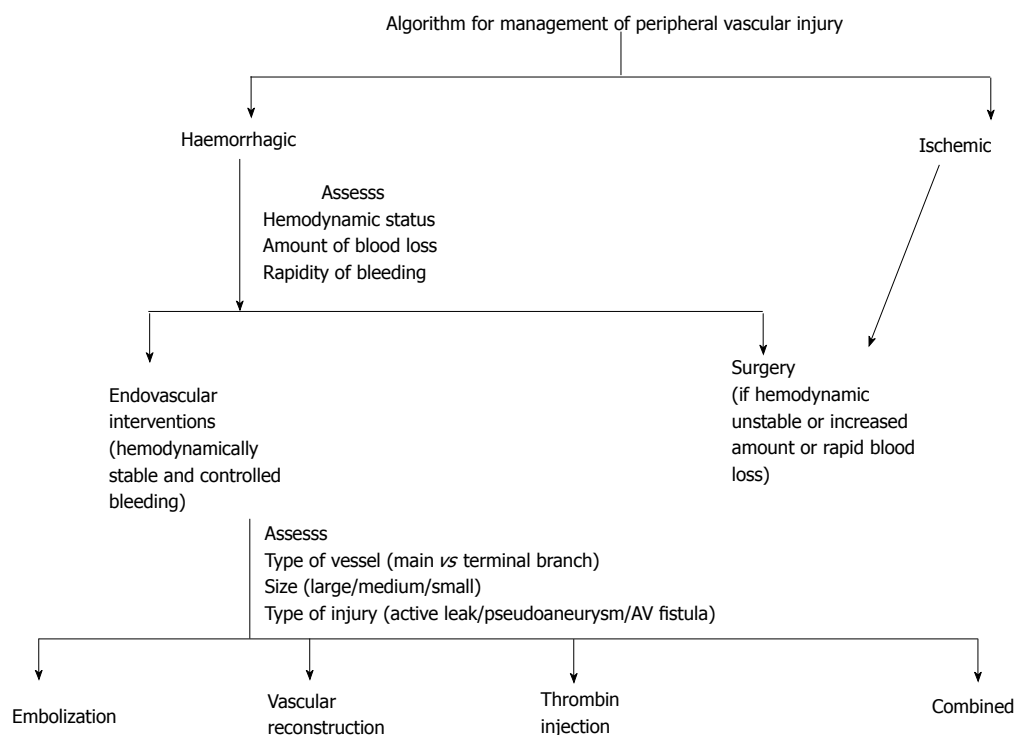 Algorithm for management of peripheral vascular injury
Haemorrhagic
Ischemic
Assesss
Hemodynamic status
Amount of blood loss
Rapidity of bleeding
Endovascular
interventions
(hemodynamically
stable and controlled
bleeding)
Surgery
(if hemodynamic
unstable or increased
amount or rapid blood
loss)
Assesss
Type of vessel (main vs terminal branch)
Size (large/medium/small)
Type of injury (active leak/pseudoaneurysm/AV fistula)
Embolization
Vascular
reconstruction
Thrombin
injection
Combined